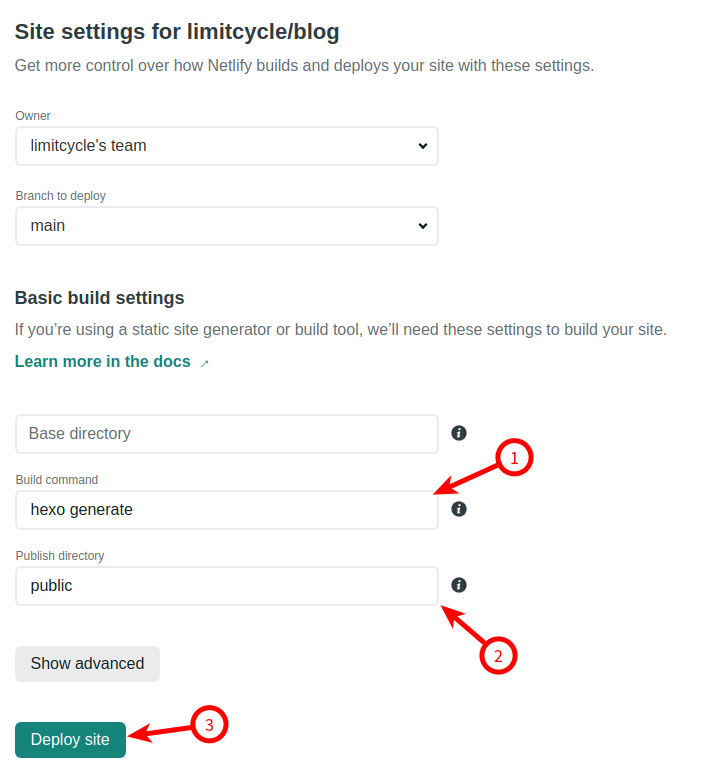 Site settings for limitcycle/blog
Get more control over how Netlify builds and deploys your site with these settings.
Owner
limitcycle's team
Branch to deploy
main
Basic build settings
If you’re using a static site generator or build tool, we’ll need these settings to build your site.
Learn more in the docs ↗
Base directory
1
Build command
hexo generate
Publish directory
public
2
Show advanced
3
Deploy site